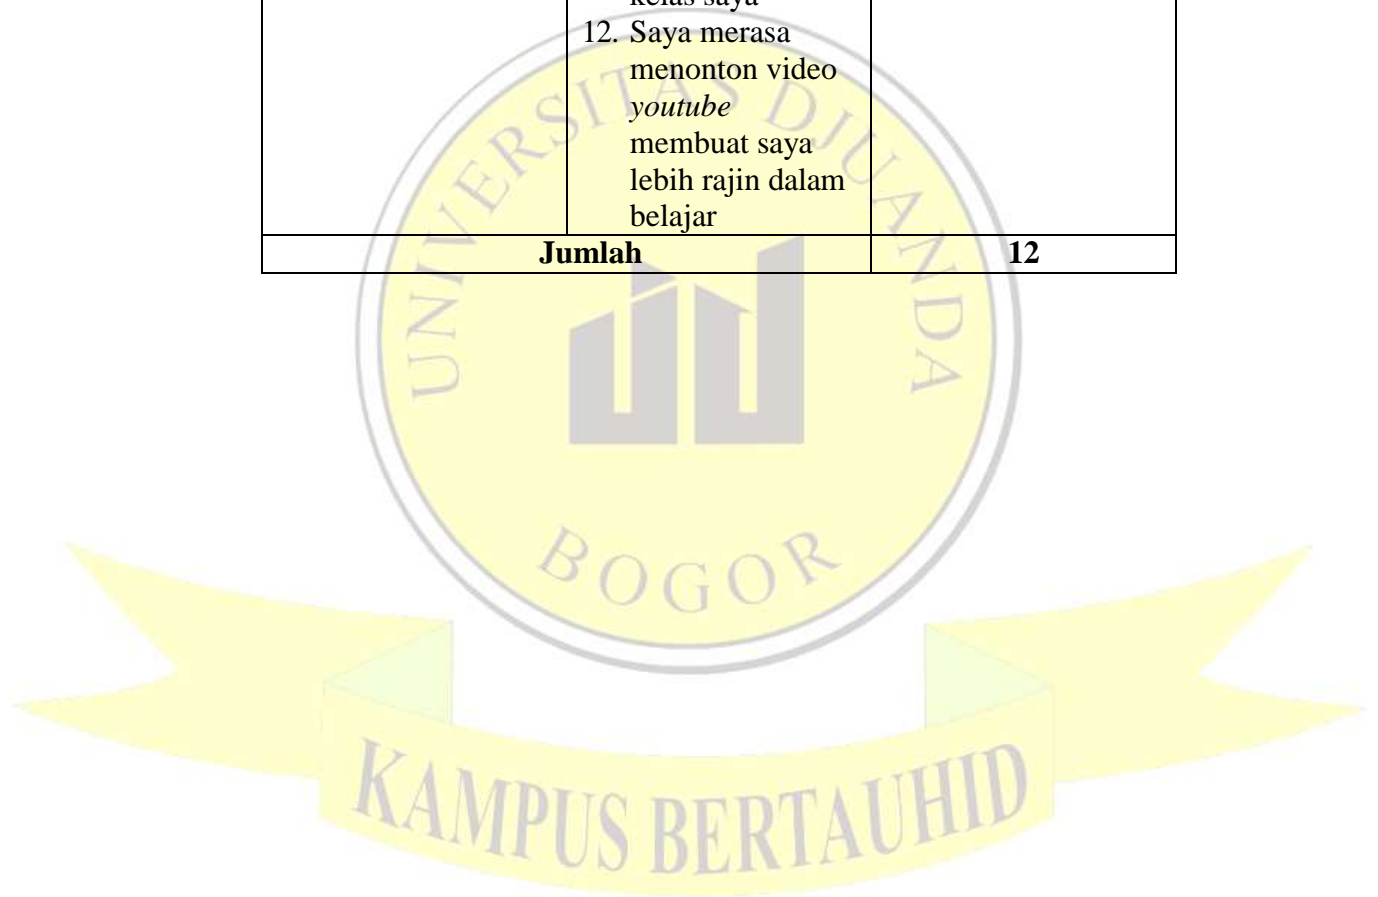 kelas saya
12. Saya merasa
menonton video
youtube
membuat saya
lebih rajin dalam
belajar
Jumlah 12
UNIVERSITAS DJUANDA
BOGOR
KAMPUS BERTAUHID